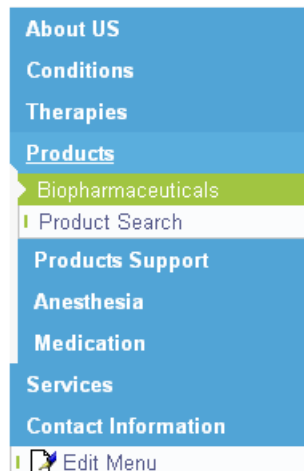 About US
Conditions
Therapies
Products
Biopharmaceuticals
Product Search
Products Support
Anesthesia
Medication
Services
Contact Information
Edit Menu